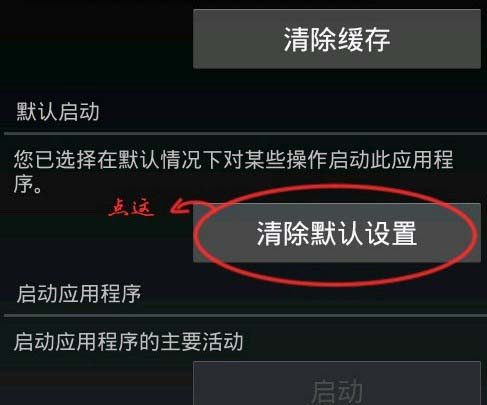 清除缓存
默认启动
您已选择在默认情况下对某些操作启动此应用程
序。
点这
清除默认设置
启动应用程序
启动应用程序的主要活动
启动